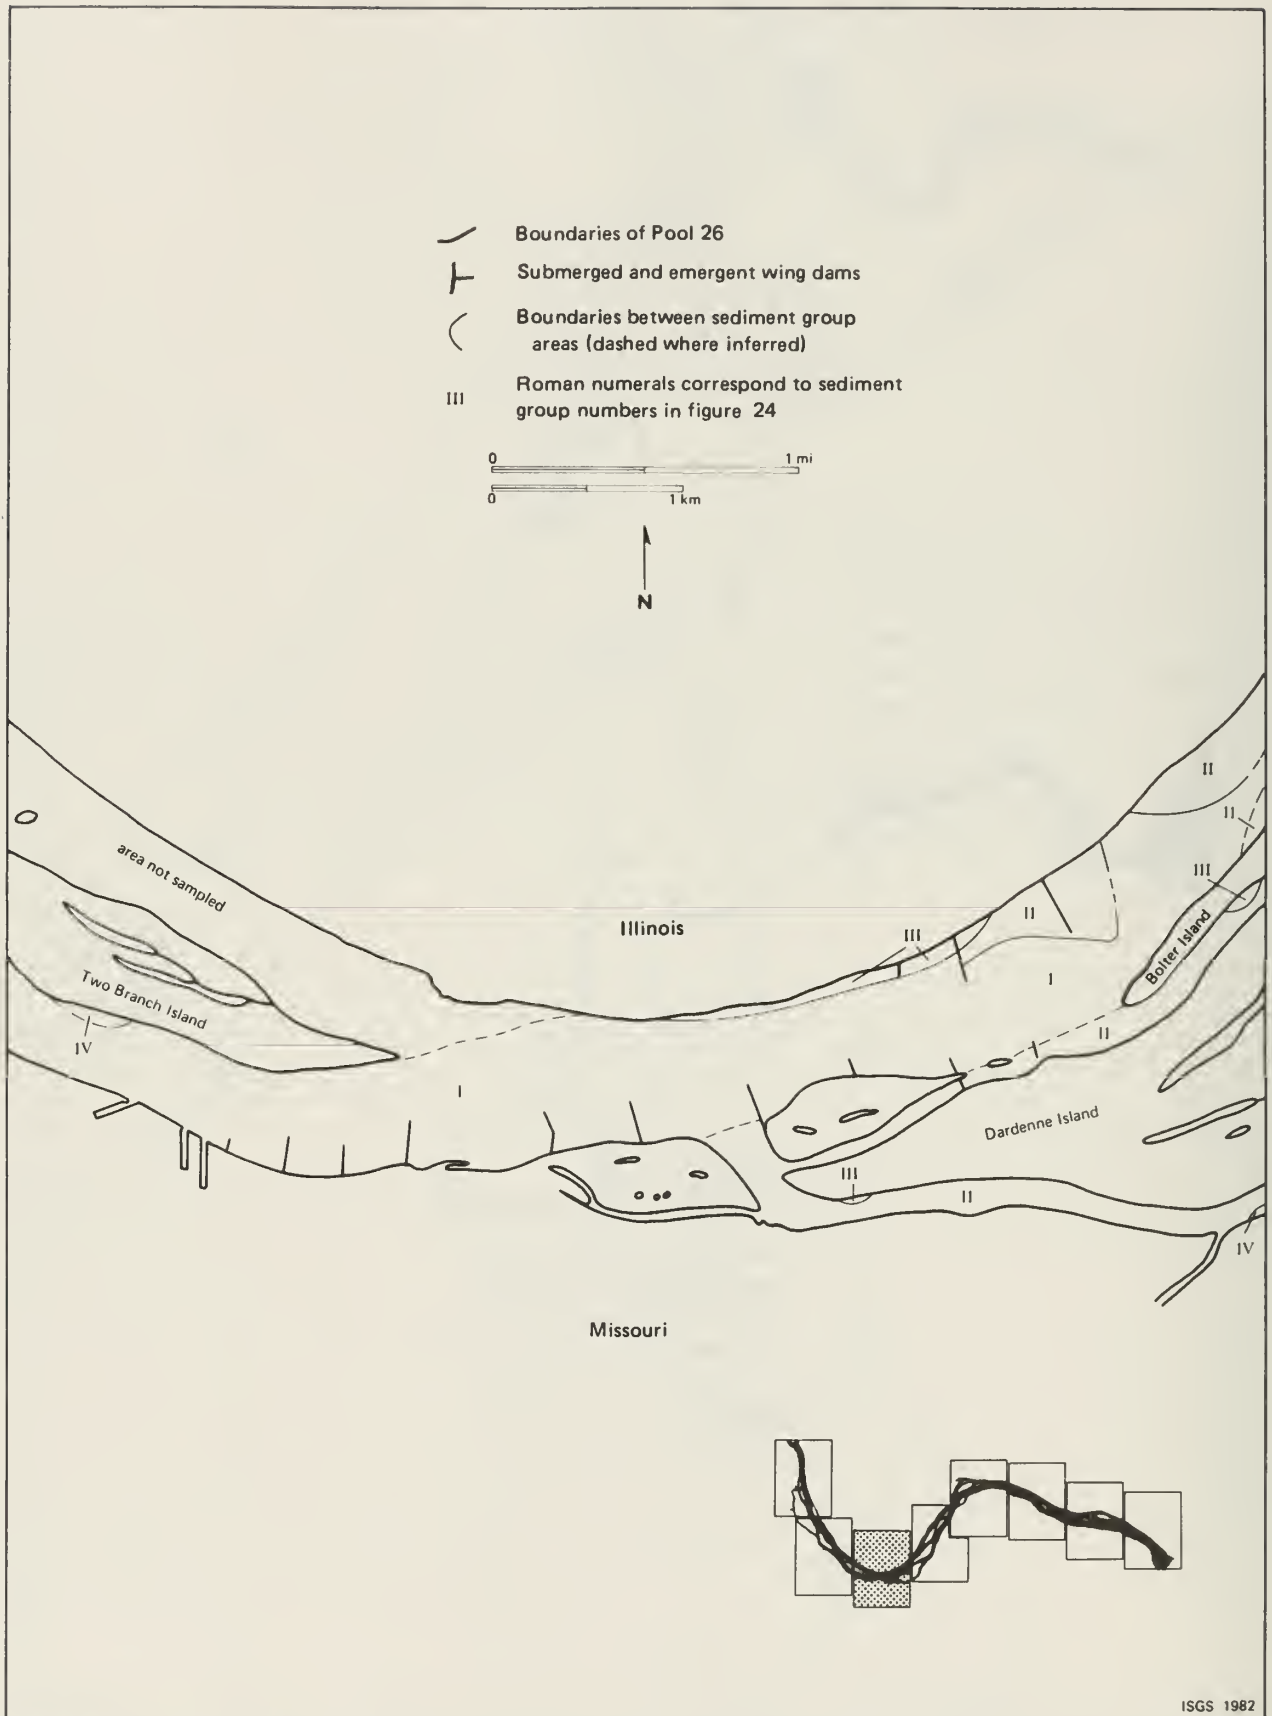 Boundaries of Pool 26
Submerged and emergent wing dams
Boundaries between sediment group
areas (dashed where inferred)
III
Roman numerals correspond to sediment
group numbers in figure 24
0
1 mi
0
1 km
N
II
II
area not sampled
III
Illinois
III
II
Bolter Island
Two Branch Island
I
IV
II
I
Dardenne Island
III
II
IV
Missouri
ISGS 1982